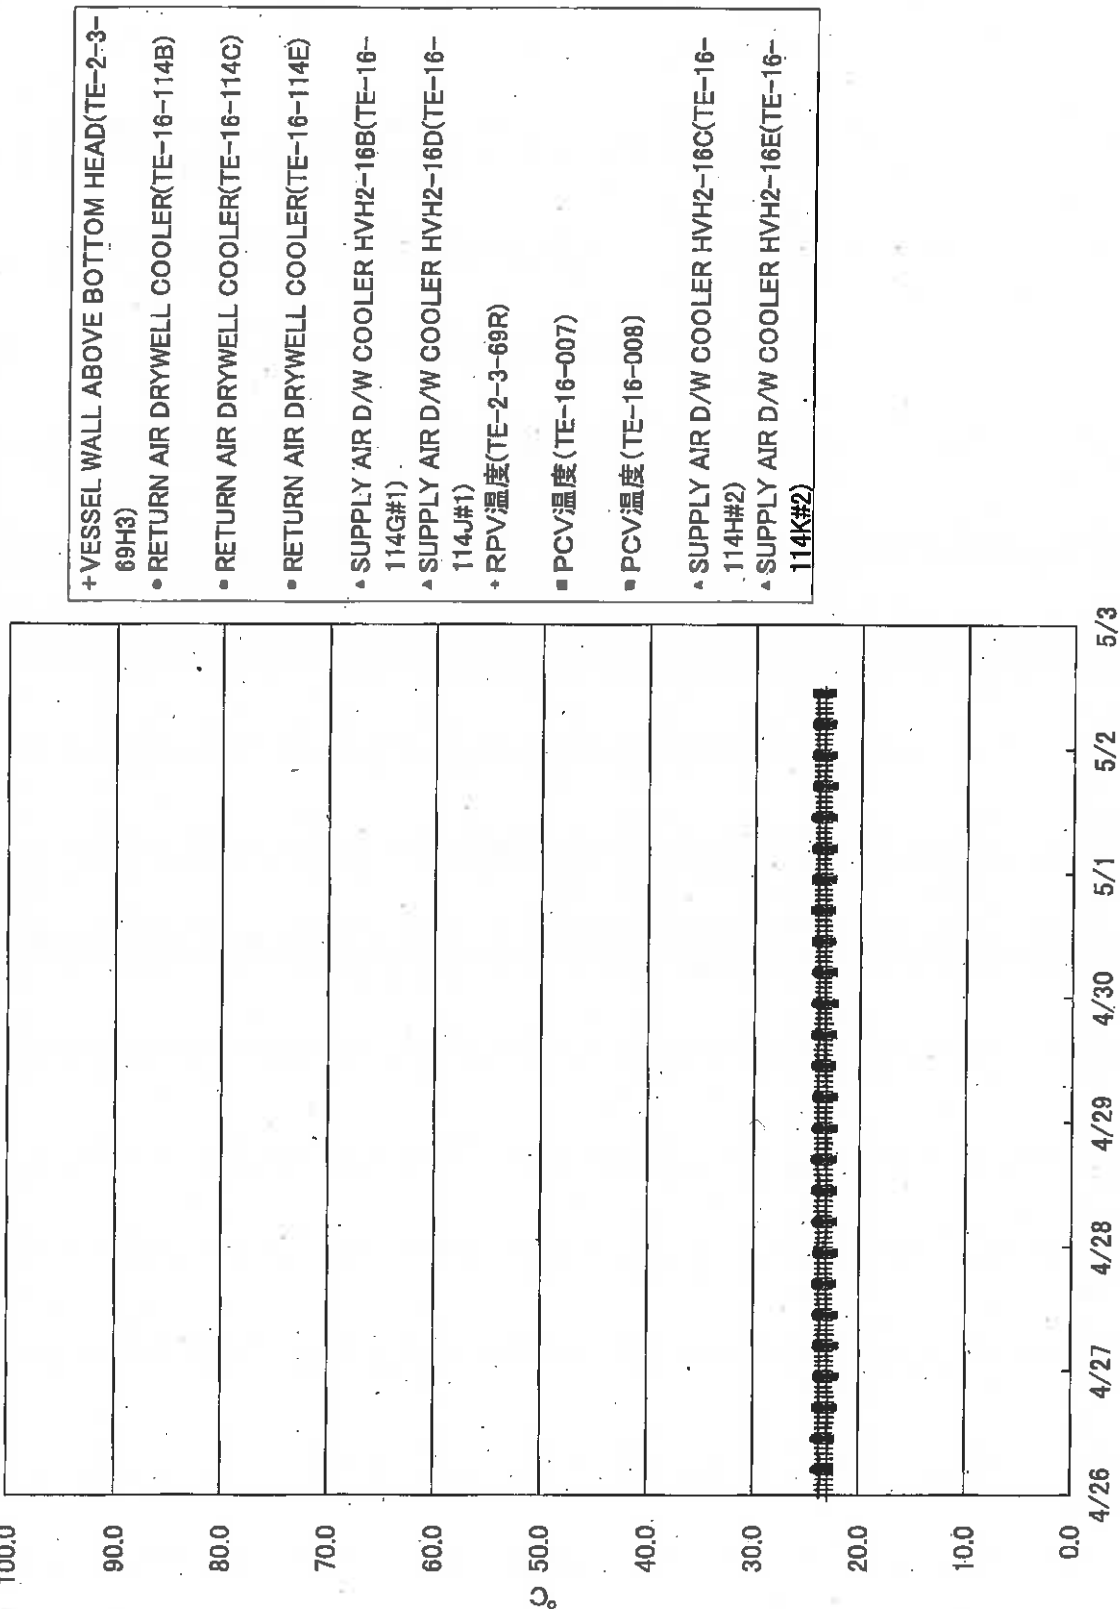 100.0
90.0
80.0
70.0
60.0
50.0
40.0
30.0
20.0
10.0
0.0
℃
4/26 4/27 4/28 4/29 4/30 5/1 5/2 5/3
+VESSEL WALL ABOVE BOTTOM HEAD(TE-2-3-
69H3)
●RETURN AIR DRYWELL COOLER(TE-16-114B)
●RETURN AIR DRYWELL COOLER(TE-16-114C)
●RETURN AIR DRYWELL COOLER(TE-16-114E)
▲SUPPLY AIR D/W COOLER HVH2-16B(TE-16-
114G#1)
▲SUPPLY AIR D/W COOLER HVH2-16D(TE-16-
114J#1)
+RPV温度(TE-2-3-69R)
■PCV温度(TE-16-007)
■PCV温度(TE-16-008)
▲SUPPLY AIR D/W COOLER HVH2-16C(TE-16-
114H#2)
▲SUPPLY AIR D/W COOLER HVH2-16E(TE-16-
114K#2)